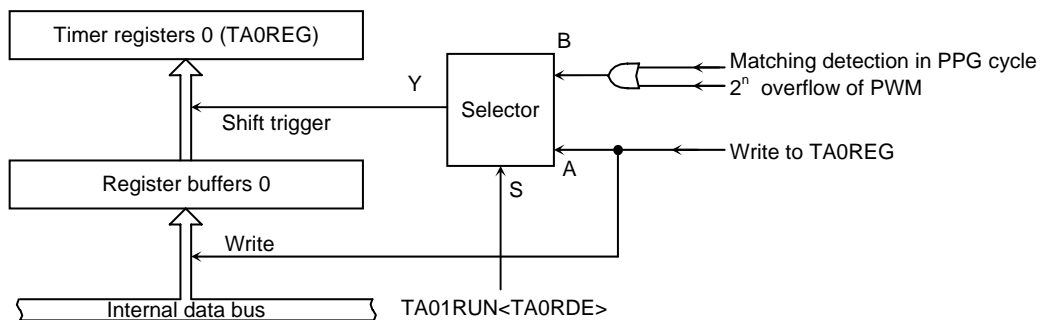 Timer registers 0 (TA0REG)
B
Matching detection in PPG cycle
2ⁿ overflow of PWM
Y
Selector
Shift trigger
Write to TA0REG
A
Register buffers 0
S
Write
Internal data bus
TA01RUN<TA0RDE>